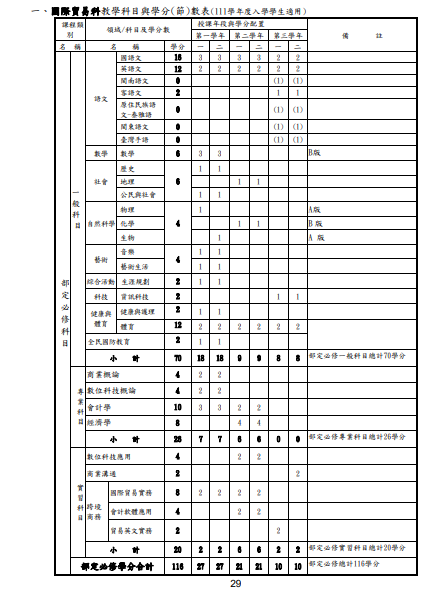 一、國際貿易科教學科目與學分(節)數表(111學年度入學學生適用)
課程類別 領域/科目及學分數 授課年段與學分配置 備 註
第一學年 第二學年 第三學年
名 稱 名 稱 學分 一 二 一 二 一 二
部定必修科目
一般科目
語文 國語文 16 3 3 3 3 2 2
英語文 12 2 2 2 2 2 2
閩南語文 0 (1) (1)
客語文 2 1 1
原住民族語文-泰雅語 0 (1) (1)
閩東語文 0 (1) (1)
臺灣手語 0 (1) (1)
數學 數學 6 3 3 B版
社會 歷史 6 1 1
地理 1 1
公民與社會 1 1
自然科學 物理 4 1 A版
化學 1 1 B版
生物 1 A 版
藝術 音樂 4 1 1
藝術生活 1 1
綜合活動 生涯規劃 2 1 1
科技 資訊科技 2 1 1
健康與體育 健康與護理 2 1 1
體育 12 2 2 2 2 2 2
全民國防教育 2 1 1
小 計 70 18 18 9 9 8 8 部定必修一般科目總計70學分
專業科目
商業概論 4 2 2
數位科技概論 4 2 2
會計學 10 3 3 2 2
經濟學 8 4 4
小 計 26 7 7 6 6 0 0 部定必修專業科目總計26學分
實習科目
數位科技應用 4 2 2
商業溝通 2 2
跨境商務 國際貿易實務 8 2 2 2 2
會計軟體應用 4 2 2
貿易英文實務 2 2
小 計 20 2 2 6 6 2 2 部定必修實習科目總計20學分
部定必修學分合計 116 27 27 21 21 10 10 部定必修總計116學分
29